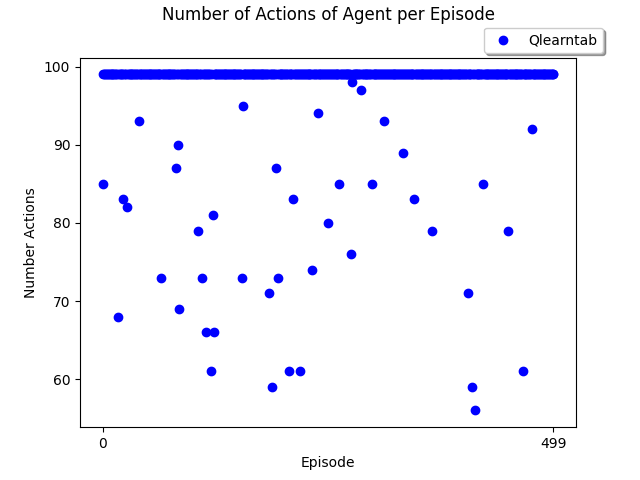 Number of Actions of Agent per Episode
Qlearntab
100
90
80
70
60
Number Actions
0
499
Episode